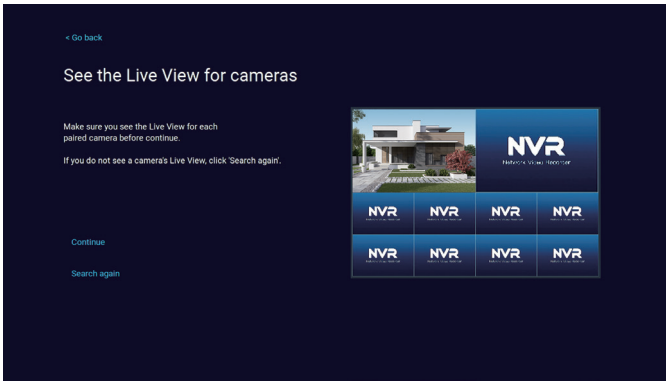 < Go back
See the Live View for cameras
Make sure you see the Live View for each
paired camera before continue.
If you do not see a camera's Live View, click 'Search again'.
Continue
Search again
NVR
Network Video Recorder
NVR
NVR
NVR
NVR
NVR
NVR
NVR
NVR